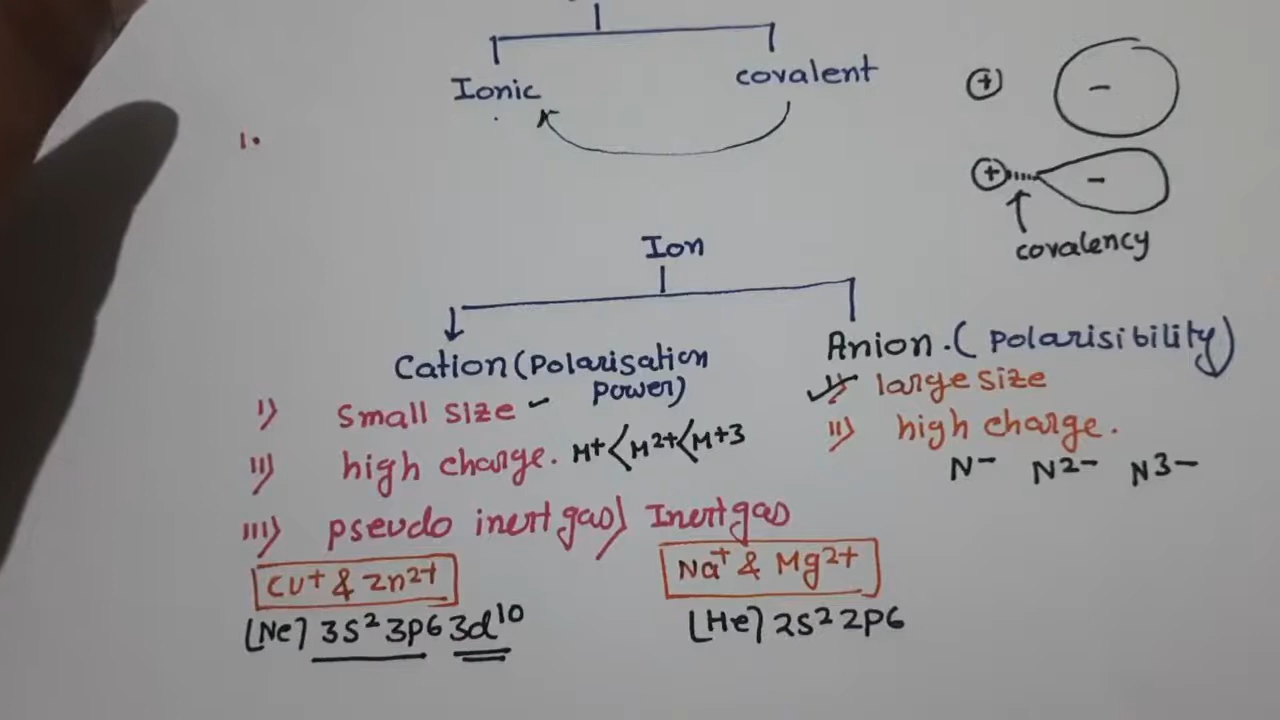 Ionic
covalent
+
-
1.
+
-
covalency
Ion
Cation (Polarisation
power)
Anion. (Polarisibility)
i) Small size
i) large size
ii) high charge. M+ < M2+ < M+3
ii) high charge.
N- N2- N3-
iii) pseudo inert gas > Inert gas
Cu+ & Zn2+
Na+ & Mg2+
[Ne] 3s2 3p6 3d10
[He] 2s2 2p6